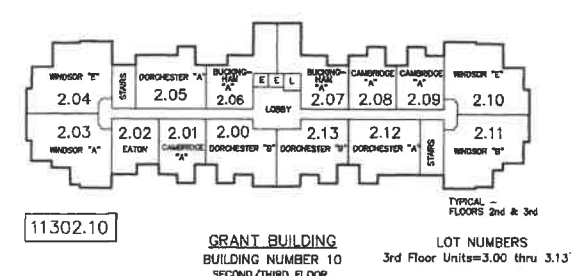 WINDSOR "E"
2.04
STAIRS
DORCHESTER "A"
2.05
BUCKING-
HAM
"A"
2.06
E E L
LOBBY
BUCKING-
HAM
"A"
2.07
CAMBRIDGE
"A"
2.08
CAMBRIDGE
"A"
2.09
WINDSOR "E"
2.10
2.03
WINDSOR "A"
2.02
EATON
2.01
CAMBRIDGE
"A"
2.00
DORCHESTER "B"
2.13
DORCHESTER "B"
2.12
DORCHESTER "A"
STAIRS
2.11
WINDSOR "B"
TYPICAL -
FLOORS 2nd & 3rd
11302.10
GRANT BUILDING
BUILDING NUMBER 10
SECOND/THIRD FLOOR
LOT NUMBERS
3rd Floor Units=3.00 thru 3.13